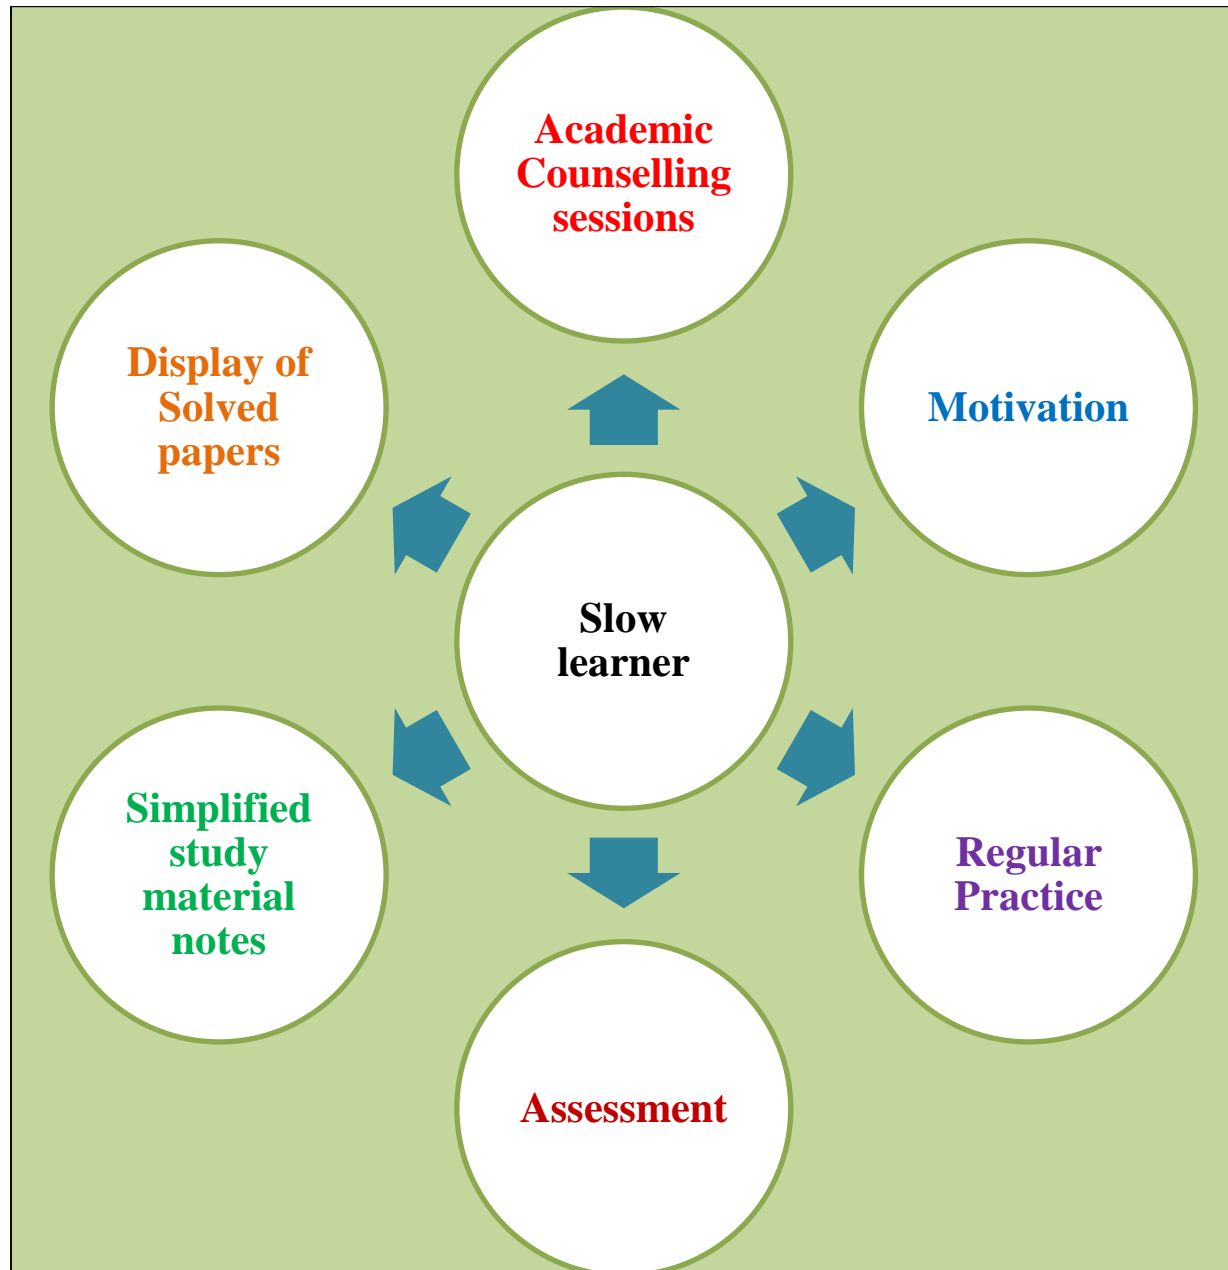 Academic
Counselling
sessions
Display of
Solved
papers
Motivation
Slow
learner
Simplified
study
material
notes
Regular
Practice
Assessment